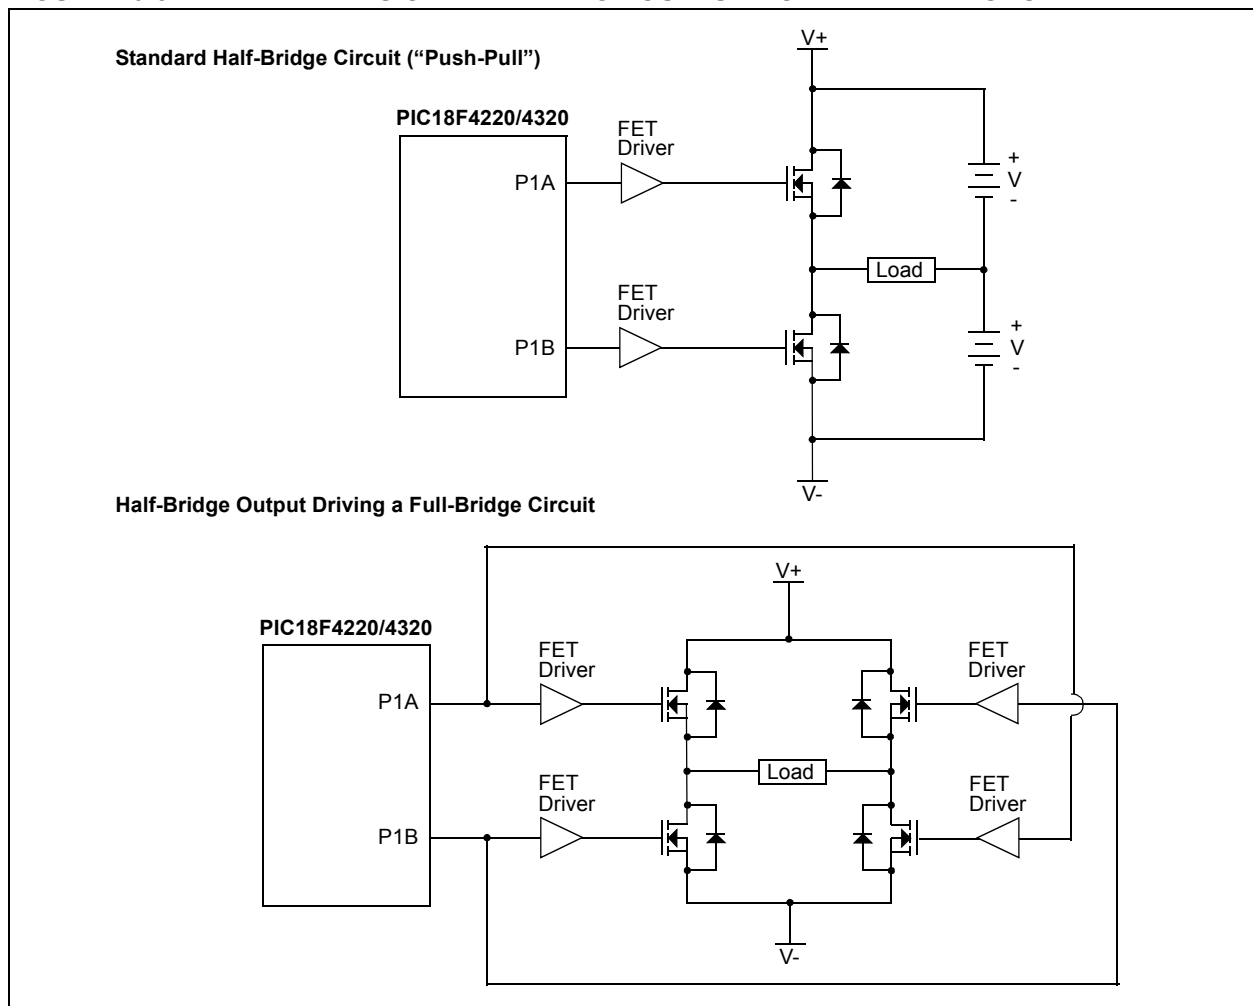 Standard Half-Bridge Circuit (“Push-Pull”)
V+
PIC18F4220/4320
FET
Driver
P1A
+
V
-
Load
FET
Driver
P1B
+
V
-
V-
Half-Bridge Output Driving a Full-Bridge Circuit
V+
PIC18F4220/4320
FET
Driver
FET
Driver
P1A
Load
FET
Driver
FET
Driver
P1B
V-